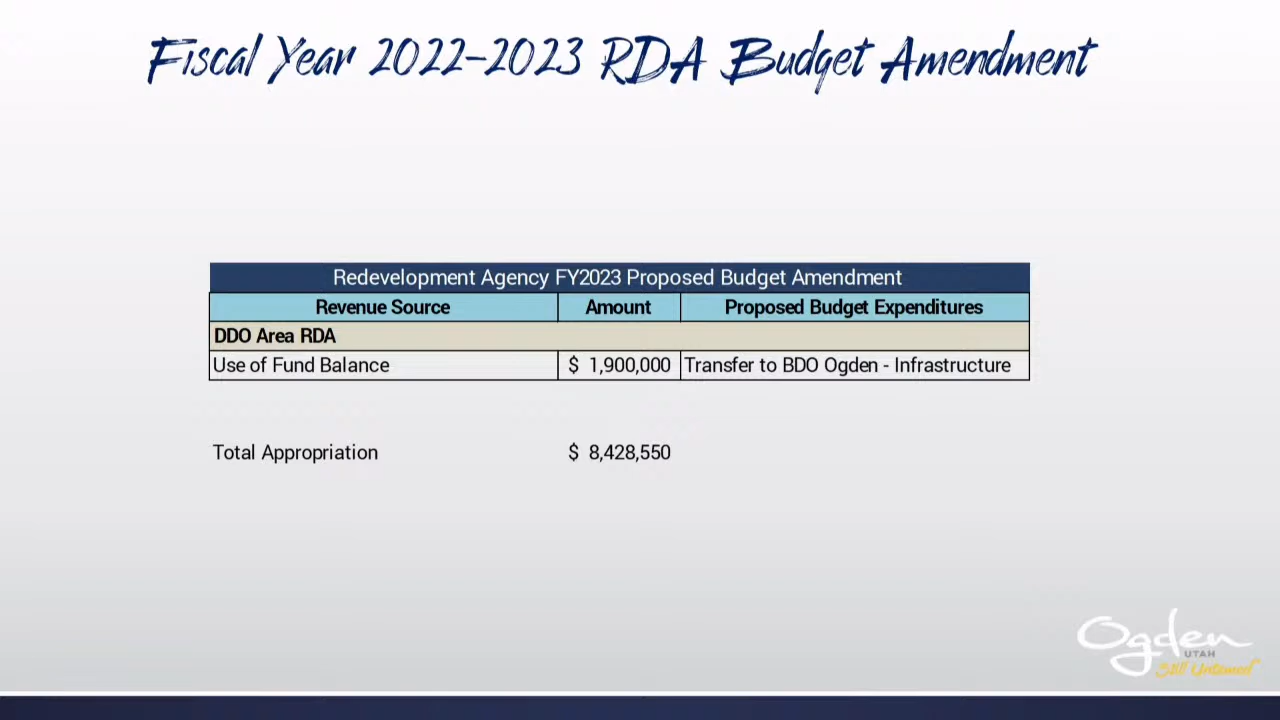 Fiscal Year 2022-2023 RDA Budget Amendment
Redevelopment Agency FY2023 Proposed Budget Amendment
Revenue Source Amount Proposed Budget Expenditures
DDO Area RDA
Use of Fund Balance $ 1,900,000 Transfer to BDO Ogden - Infrastructure
Total Appropriation $ 8,428,550
Ogden
UTAH
Still Untamed